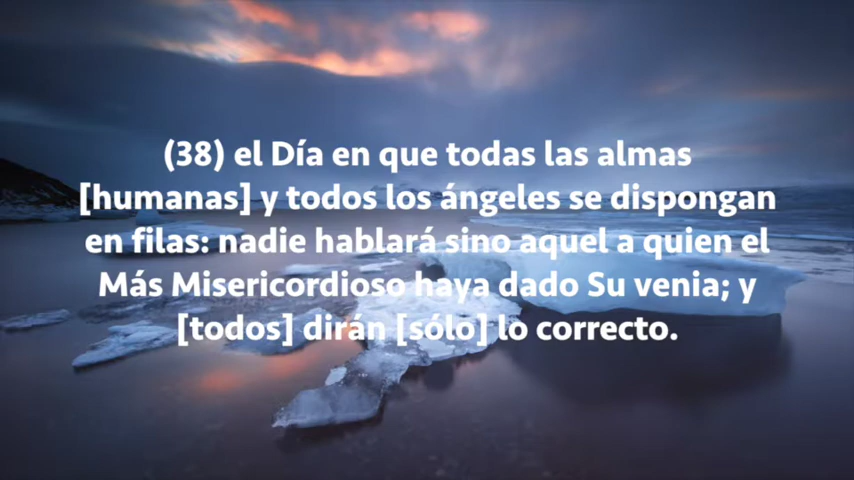 (38) el Día en que todas las almas
[humanas] y todos los ángeles se dispongan
en filas: nadie hablará sino aquel a quien el
Más Misericordioso haya dado Su venia; y
[todos] dirán [sólo] lo correcto.